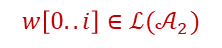 w[0..i] ∈ ℒ(𝒜₂)